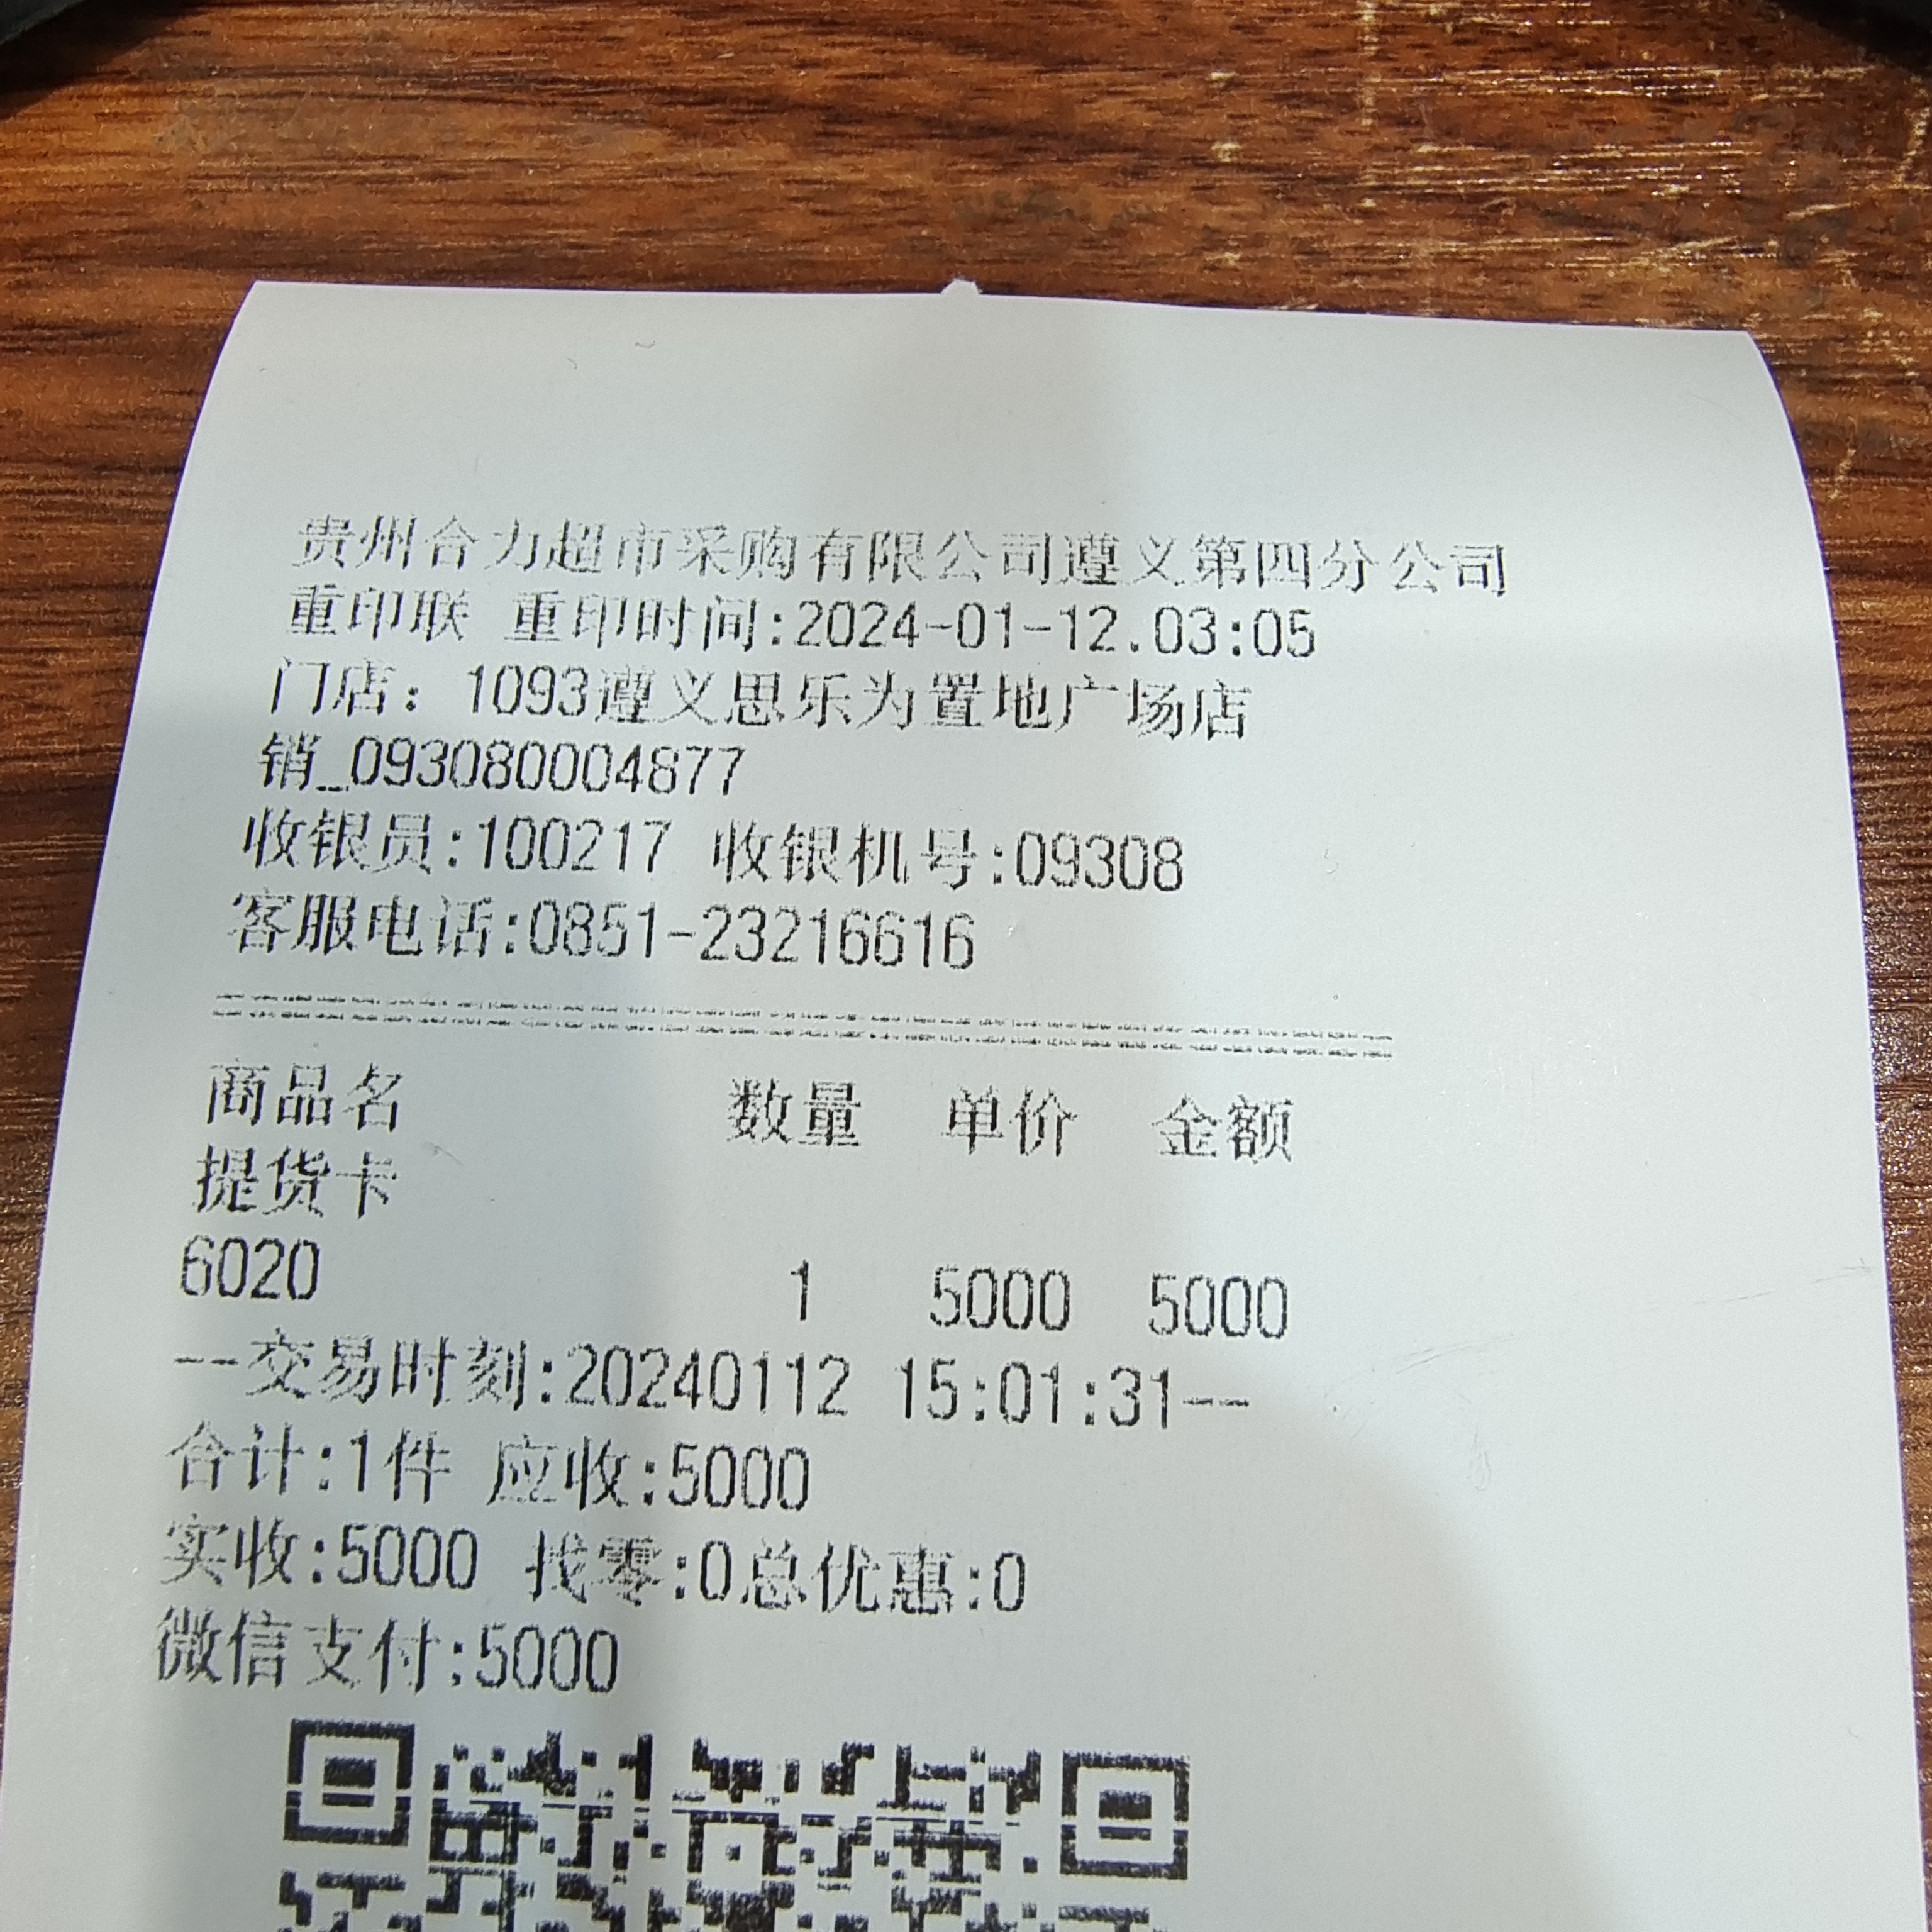 贵州合力超市采购有限公司遵义第四分公司
重印联 重印时间:2024-01-12.03:05
门店：1093遵义思乐为置地广场店
销_093080004877
收银员:100217 收银机号:09308
客服电话:0851-23216616
商品名 数量 单价 金额
提货卡
6020 1 5000 5000
--交易时刻:20240112 15:01:31--
合计:1件 应收:5000
实收:5000 找零:0总优惠:0
微信支付:5000